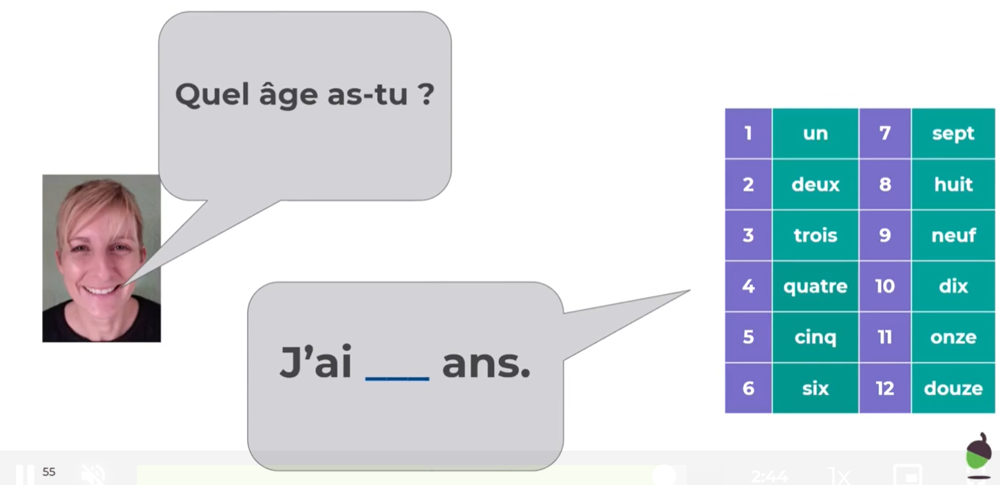 Quel âge as-tu ?
J’ai ___ ans.
1 un 7 sept
2 deux 8 huit
3 trois 9 neuf
4 quatre 10 dix
5 cinq 11 onze
6 six 12 douze
55
2:44 1x